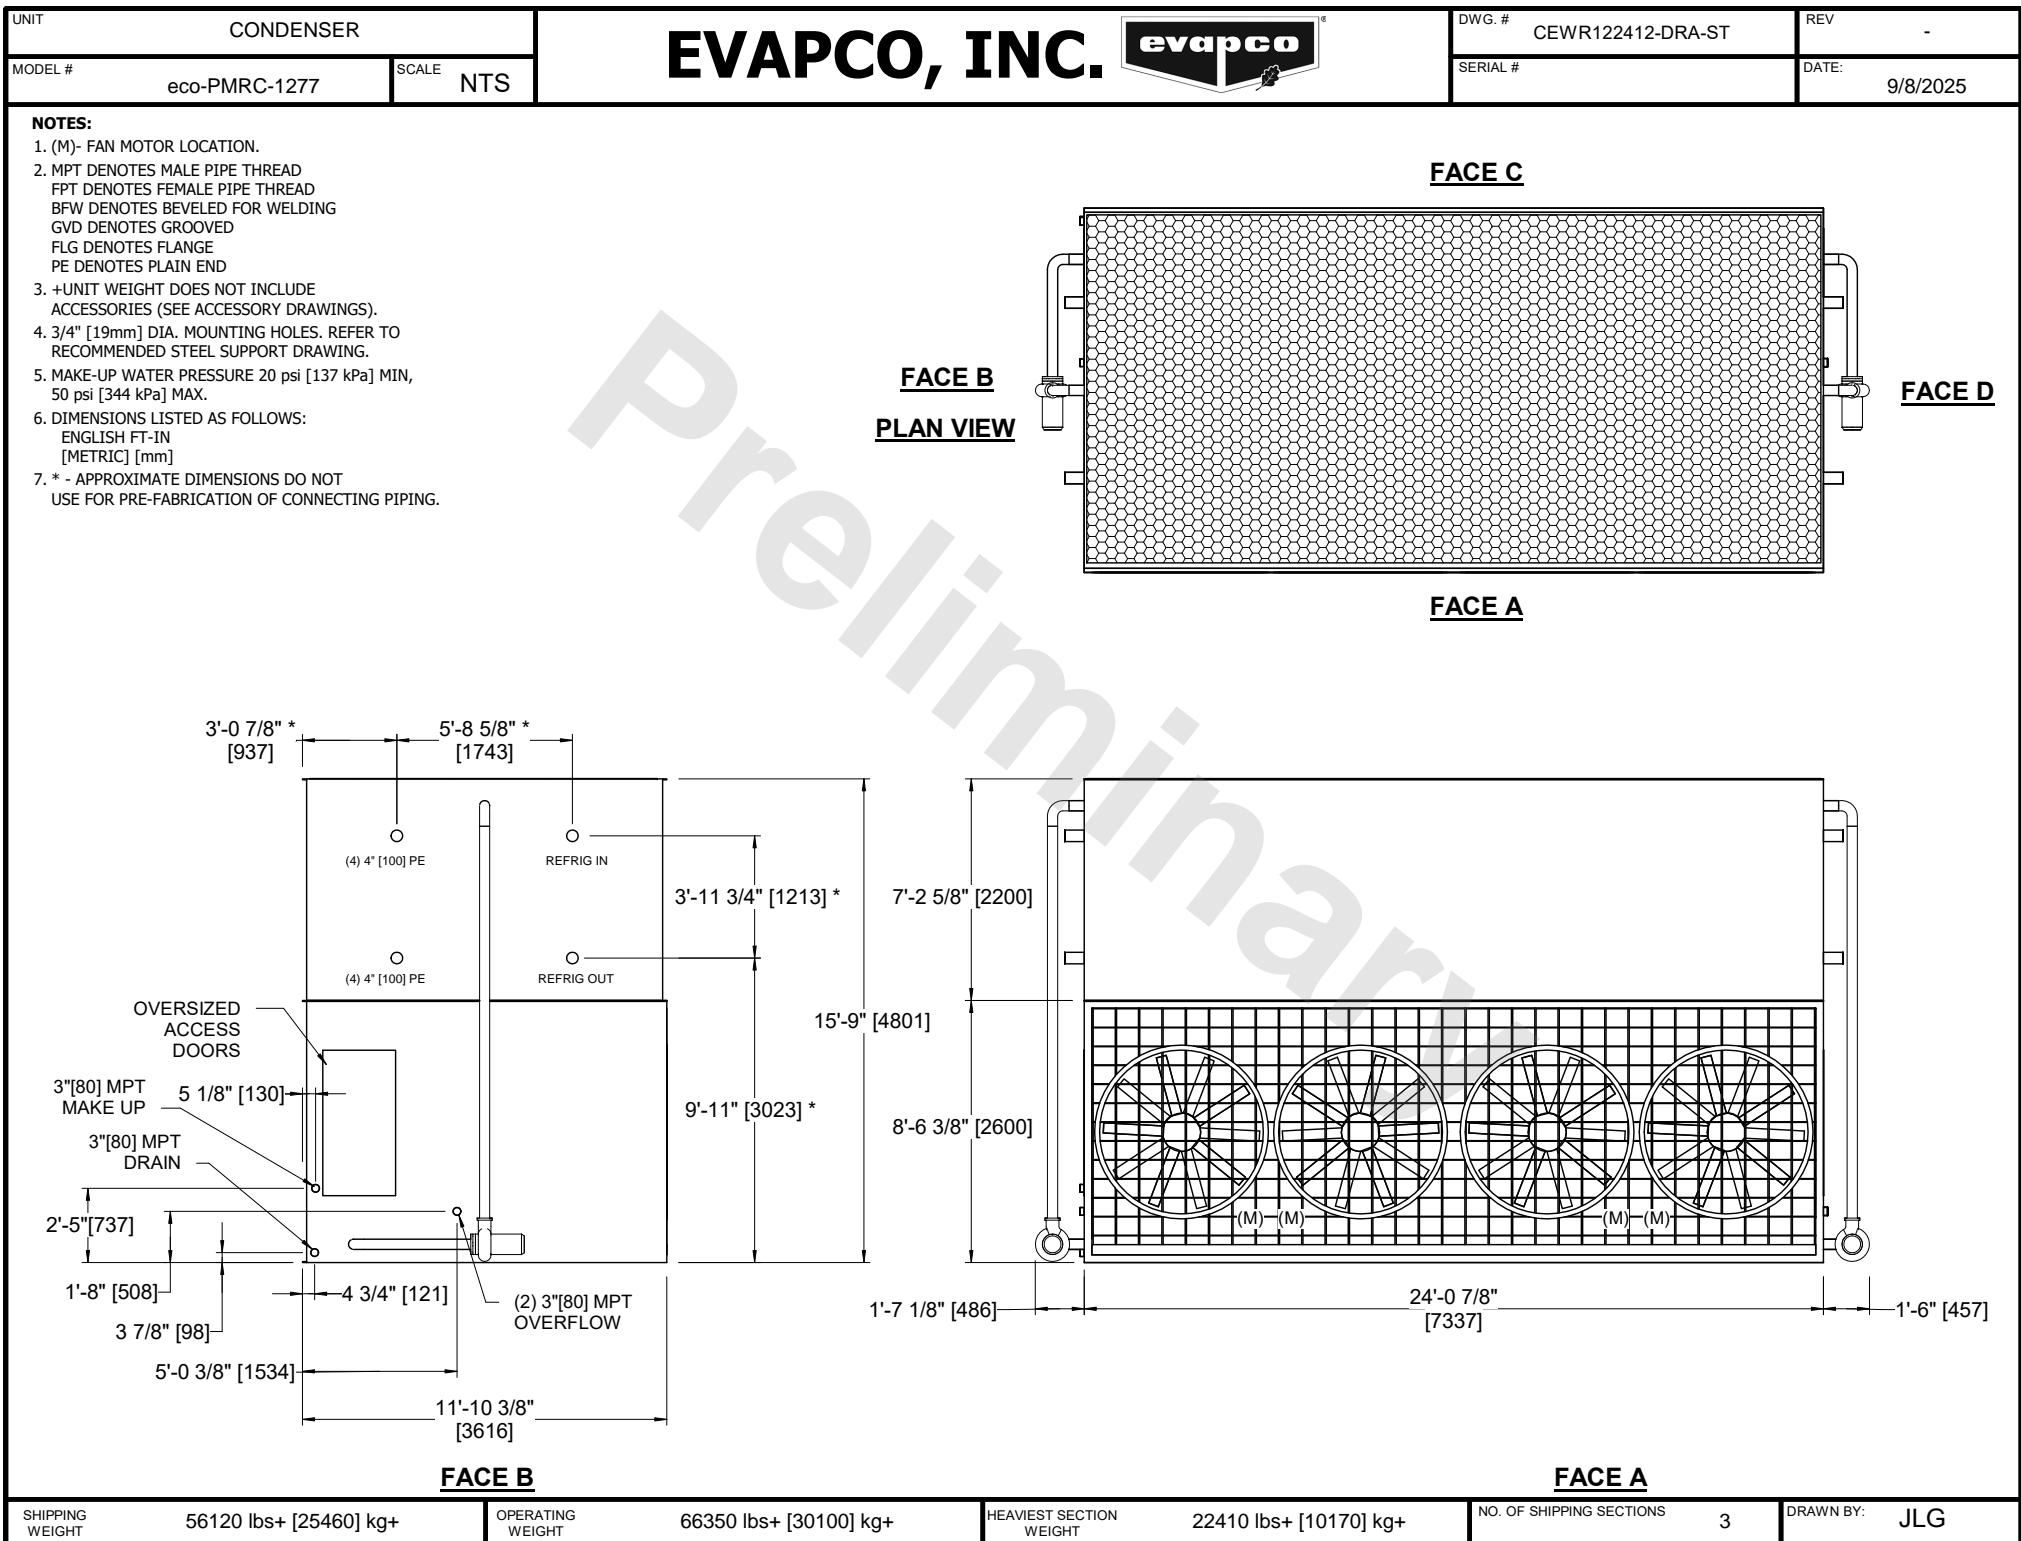 UNIT
CONDENSER
MODEL #
eco-PMRC-1277
SCALE
NTS
EVAPCO, INC.
evapco
®
DWG. #
CEWR122412-DRA-ST
REV
-
SERIAL #
DATE:
9/8/2025
NOTES:
1. (M)- FAN MOTOR LOCATION.
2. MPT DENOTES MALE PIPE THREAD
FPT DENOTES FEMALE PIPE THREAD
BFW DENOTES BEVELED FOR WELDING
GVD DENOTES GROOVED
FLG DENOTES FLANGE
PE DENOTES PLAIN END
3. +UNIT WEIGHT DOES NOT INCLUDE
ACCESSORIES (SEE ACCESSORY DRAWINGS).
4. 3/4" [19mm] DIA. MOUNTING HOLES. REFER TO
RECOMMENDED STEEL SUPPORT DRAWING.
5. MAKE-UP WATER PRESSURE 20 psi [137 kPa] MIN,
50 psi [344 kPa] MAX.
6. DIMENSIONS LISTED AS FOLLOWS:
ENGLISH FT-IN
[METRIC] [mm]
7. * - APPROXIMATE DIMENSIONS DO NOT
USE FOR PRE-FABRICATION OF CONNECTING PIPING.
FACE C
FACE B
PLAN VIEW
FACE D
FACE A
Preliminary
3'-0 7/8" *
[937]
5'-8 5/8" *
[1743]
(4) 4" [100] PE
REFRIG IN
3'-11 3/4" [1213] *
(4) 4" [100] PE
REFRIG OUT
OVERSIZED
ACCESS
DOORS
15'-9" [4801]
3"[80] MPT
MAKE UP
5 1/8" [130]
9'-11" [3023] *
3"[80] MPT
DRAIN
2'-5"[737]
1'-8" [508]
4 3/4" [121]
(2) 3"[80] MPT
OVERFLOW
3 7/8" [98]
5'-0 3/8" [1534]
11'-10 3/8"
[3616]
FACE B
7'-2 5/8" [2200]
8'-6 3/8" [2600]
(M) (M) (M) (M)
1'-7 1/8" [486]
24'-0 7/8"
[7337]
1'-6" [457]
FACE A
SHIPPING
WEIGHT
56120 lbs+ [25460] kg+
OPERATING
WEIGHT
66350 lbs+ [30100] kg+
HEAVIEST SECTION
WEIGHT
22410 lbs+ [10170] kg+
NO. OF SHIPPING SECTIONS
3
DRAWN BY:
JLG